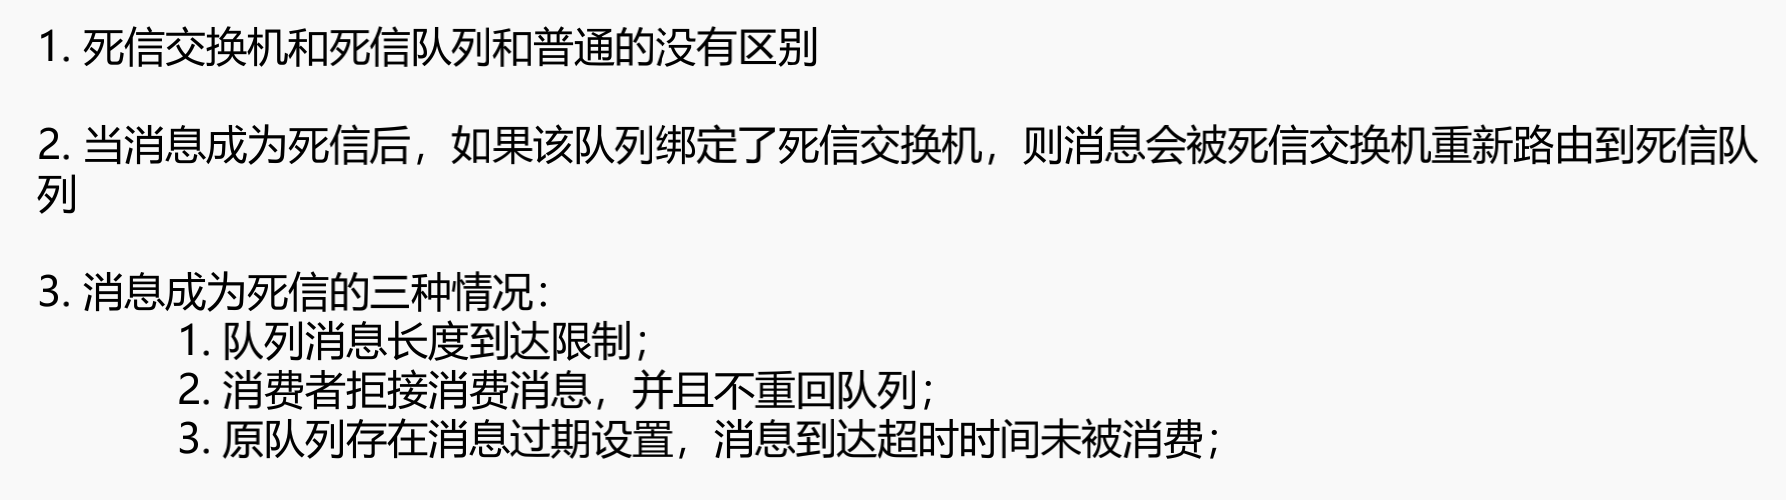 1. 死信交换机和死信队列和普通的没有区别
2. 当消息成为死信后，如果该队列绑定了死信交换机，则消息会被死信交换机重新路由到死信队
列
3. 消息成为死信的三种情况：
1. 队列消息长度到达限制；
2. 消费者拒接消费消息，并且不重回队列；
3. 原队列存在消息过期设置，消息到达超时时间未被消费；